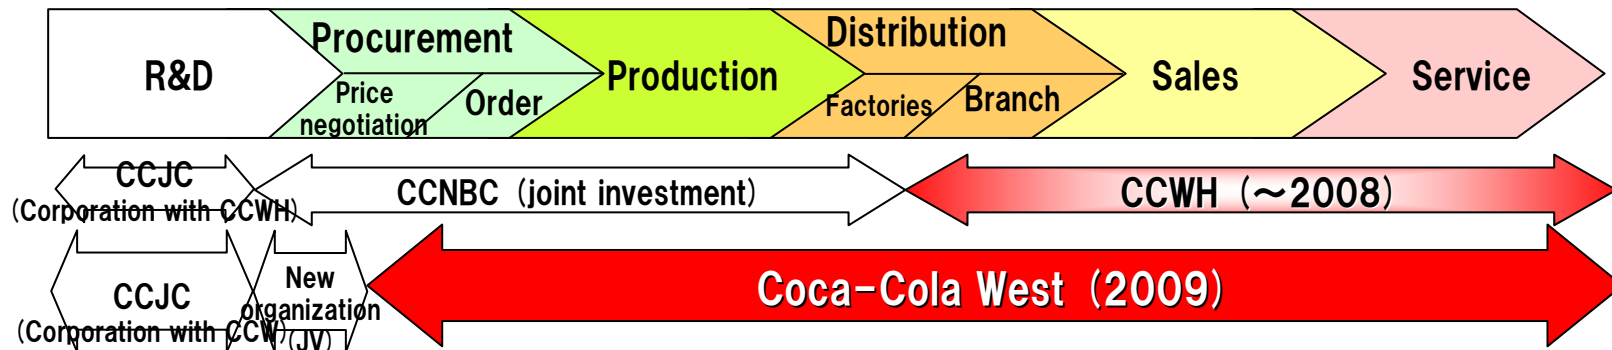 R&D
Procurement
Price
negotiation
Order
Production
Distribution
Factories
Branch
Sales
Service
CCJC
(Corporation with CCWH)
CCNBC (joint investment)
CCWH (～2008)
CCJC
(Corporation with CCW)
New
organization
(JV)
Coca-Cola West (2009)